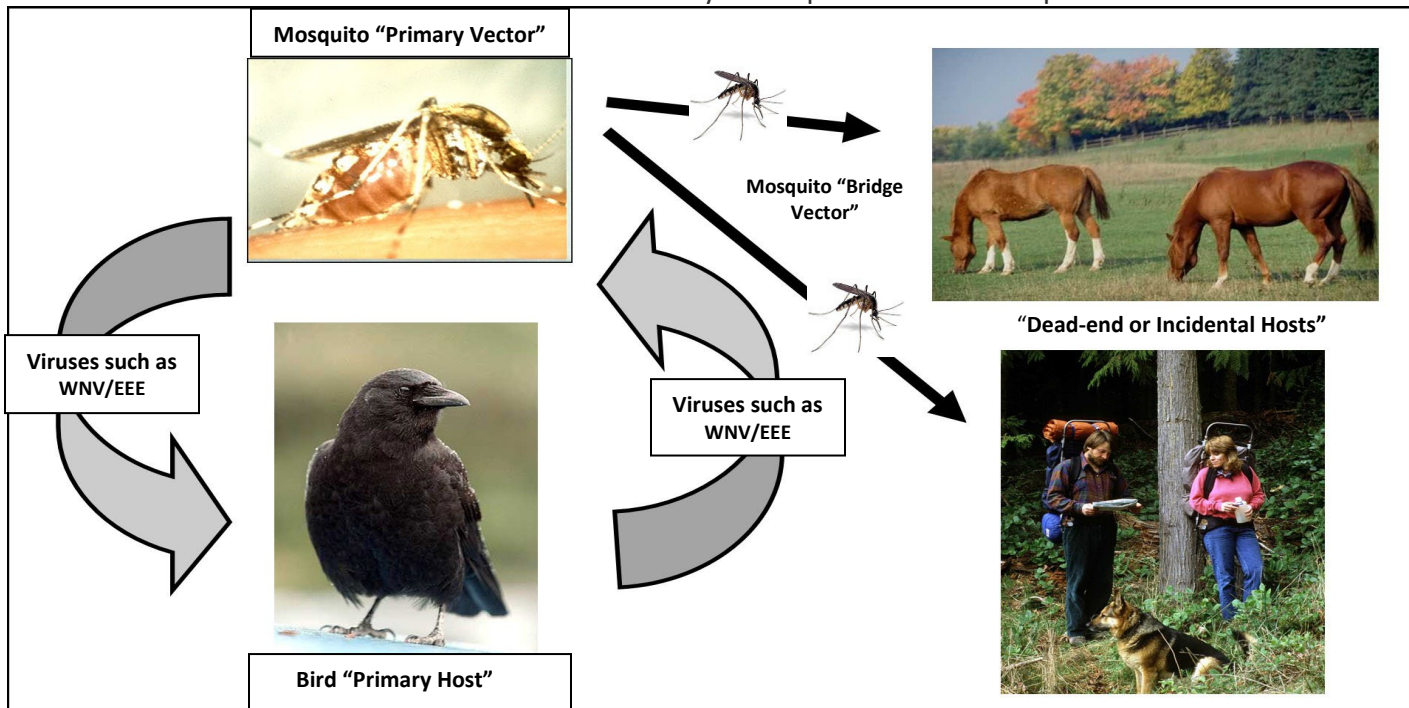 Mosquito “Primary Vector”
Mosquito “Bridge
Vector”
“Dead-end or Incidental Hosts”
Viruses such as
WNV/EEE
Viruses such as
WNV/EEE
Bird “Primary Host”